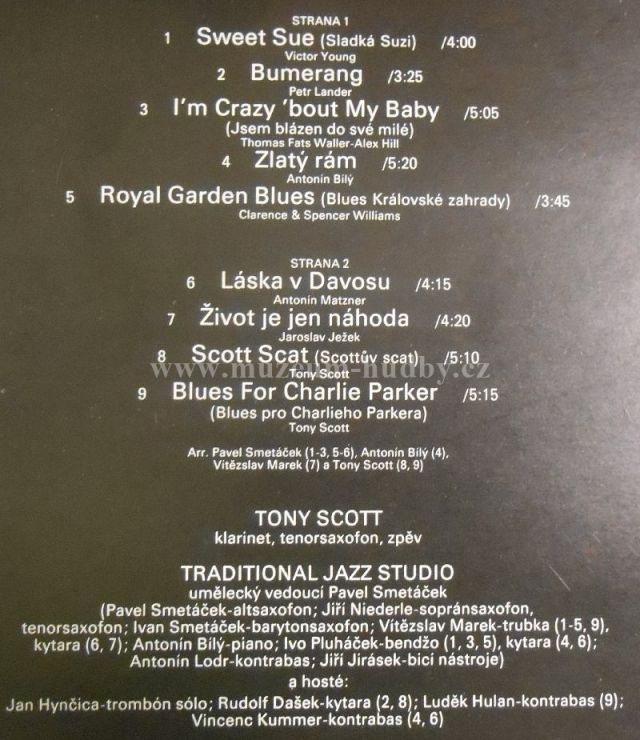 STRANA 1
1 Sweet Sue (Sladká Suzi) /4:00
Victor Young
2 Bumerang /3:25
Petr Lander
3 I'm Crazy 'bout My Baby /5:05
(Jsem blázen do své milé)
Thomas Fats Waller-Alex Hill
4 Zlatý rám /5:20
Antonín Bílý
5 Royal Garden Blues (Blues Královské zahrady) /3:45
Clarence & Spencer Williams
STRANA 2
6 Láska v Davosu /4:15
Antonín Matzner
7 Život je jen náhoda /4:20
Jaroslav Ježek
8 Scott Scat (Scottův scat) /5:10
www.muzeum-hudby.cz
Tony Scott
9 Blues For Charlie Parker /5:15
(Blues pro Charlieho Parkera)
Tony Scott
Arr. Pavel Smetáček (1-3, 5-6), Antonín Bílý (4),
Vítězslav Marek (7) a Tony Scott (8, 9)
TONY SCOTT
klarinet, tenorsaxofon, zpěv
TRADITIONAL JAZZ STUDIO
umělecký vedoucí Pavel Smetáček
(Pavel Smetáček-altsaxofon; Jiří Niederle-sopránsaxofon,
tenorsaxofon; Ivan Smetáček-barytonsaxofon; Vítězslav Marek-trubka (1-5, 9),
kytara (6, 7); Antonín Bílý-piano; Ivo Pluháček-bendžo (1, 3, 5), kytara (4, 6);
Antonín Lodr-kontrabas; Jiří Jirásek-bicí nástroje)
a hosté:
Jan Hynčica-trombón sólo; Rudolf Dašek-kytara (2, 8); Luděk Hulan-kontrabas (9);
Vincenc Kummer-kontrabas (4, 6)